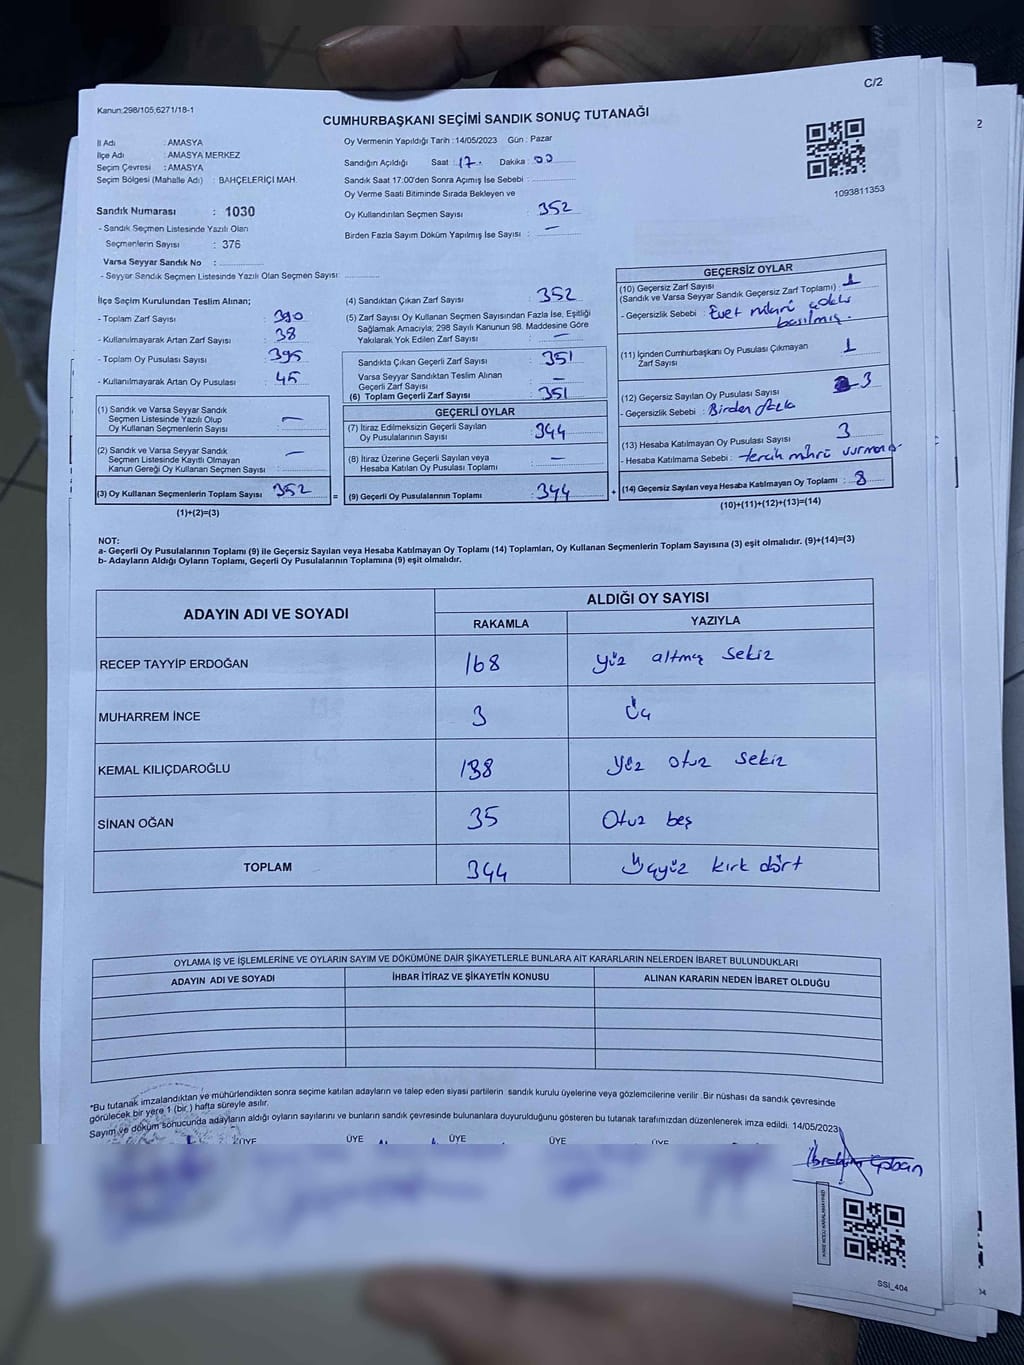 C/2
Kanun:298/105,6271/18-1
CUMHURBAŞKANI SEÇİMİ SANDIK SONUÇ TUTANAĞI
İl Adı : AMASYA
İlçe Adı : AMASYA MERKEZ
Seçim Çevresi : AMASYA
Seçim Bölgesi (Mahalle Adı) : BAHÇELERİÇİ MAH.
Sandık Numarası : 1030
- Sandık Seçmen Listesinde Yazılı Olan
Seçmenlerin Sayısı : 376
Varsa Seyyar Sandık No :
- Seyyar Sandık Seçmen Listesinde Yazılı Olan Seçmen Sayısı:
Oy Vermenin Yapıldığı Tarih : 14/05/2023 Gün : Pazar
Sandığın Açıldığı Saat : 17. Dakika : 00
Sandık Saat 17:00'den Sonra Açımış İse Sebebi :
Oy Verme Saati Bitiminde Sırada Bekleyen ve
Oy Kullandırılan Seçmen Sayısı : 352
Birden Fazla Sayım Döküm Yapılmış İse Sayısı : —
1093811353
İlçe Seçim Kurulundan Teslim Alınan;
- Toplam Zarf Sayısı : 390
- Kullanılmayarak Artan Zarf Sayısı : 38
- Toplam Oy Pusulası Sayısı : 395
- Kullanılmayarak Artan Oy Pusulası : 45
(1) Sandık ve Varsa Seyyar Sandık
Seçmen Listesinde Yazılı Olup
Oy Kullanan Seçmenlerin Sayısı : —
(2) Sandık ve Varsa Seyyar Sandık
Seçmen Listesinde Kayıtlı Olmayan
Kanun Gereği Oy Kullanan Seçmen Sayısı : —
(3) Oy Kullanan Seçmenlerin Toplam Sayısı : 352
(1)+(2)=(3)
=
(4) Sandıktan Çıkan Zarf Sayısı : 352
(5) Zarf Sayısı Oy Kullanan Seçmen Sayısından Fazla İse, Eşitliği
Sağlamak Amacıyla; 298 Sayılı Kanunun 98. Maddesine Göre
Yakılarak Yok Edilen Zarf Sayısı : —
Sandıkta Çıkan Geçerli Zarf Sayısı : 351
Varsa Seyyar Sandıktan Teslim Alınan
Geçerli Zarf Sayısı : —
(6) Toplam Geçerli Zarf Sayısı : 351
GEÇERLİ OYLAR
(7) İtiraz Edilmeksizin Geçerli Sayılan
Oy Pusulalarının Sayısı : 344
(8) İtiraz Üzerine Geçerli Sayılan veya
Hesaba Katılan Oy Pusulası Toplamı : —
(9) Geçerli Oy Pusulalarının Toplamı : 344
+
GEÇERSİZ OYLAR
(10) Geçersiz Zarf Sayısı
(Sandık ve Varsa Seyyar Sandık Geçersiz Zarf Toplamı) : 1
- Geçersizlik Sebebi : Evet mührü
basılmış.
(11) İçinden Cumhurbaşkanı Oy Pusulası Çıkmayan
Zarf Sayısı : 1
(12) Geçersiz Sayılan Oy Pusulası Sayısı : 3
- Geçersizlik Sebebi : Birden fazla
(13) Hesaba Katılmayan Oy Pusulası Sayısı : 3
- Hesaba Katılmama Sebebi : tercih mührü
(14) Geçersiz Sayılan veya Hesaba Katılmayan Oy Toplamı : 8
(10)+(11)+(12)+(13)=(14)
NOT:
a- Geçerli Oy Pusulalarının Toplamı (9) ile Geçersiz Sayılan veya Hesaba Katılmayan Oy Toplamı (14) Toplamları, Oy Kullanan Seçmenlerin Toplam Sayısına (3) eşit olmalıdır. (9)+(14)=(3)
b- Adayların Aldığı Oyların Toplamı, Geçerli Oy Pusulalarının Toplamına (9) eşit olmalıdır.
ADAYIN ADI VE SOYADI
ALDIĞI OY SAYISI
RAKAMLA YAZIYLA
RECEP TAYYİP ERDOĞAN 168 yüz altmış sekiz
MUHARREM İNCE 3 Üç
KEMAL KILIÇDAROĞLU 138 yüz otuz sekiz
SİNAN OĞAN 35 Otuz beş
TOPLAM 344 Üçyüz kırk dört
OYLAMA İŞ VE İŞLEMLERİNE VE OYLARIN SAYIM VE DÖKÜMÜNE DAİR ŞİKAYETLERLE BUNLARA AİT KARARLARIN NELERDEN İBARET BULUNDUKLARI
ADAYIN ADI VE SOYADI İHBAR İTİRAZ VE ŞİKAYETİN KONUSU ALINAN KARARIN NEDEN İBARET OLDUĞU
*Bu tutanak imzalandıktan ve mühürlendikten sonra seçime katılan adayların ve talep eden siyasi partilerin sandık kurulu üyelerine veya gözlemcilerine verilir .Bir nüshası da sandık çevresinde
görülecek bir yere 1 (bir ) hafta süreyle asılır.
Sayım ve döküm sonucunda adayların aldığı oyların sayılarını ve bunların sandık çevresinde bulunanlara duyurulduğunu gösteren bu tutanak tarafımızdan düzenlenerek imza edildi. 14/05/2023
ÜYE ÜYE ÜYE ÜYE ÜYE
İbrahim Çoban
SSİ_404
2